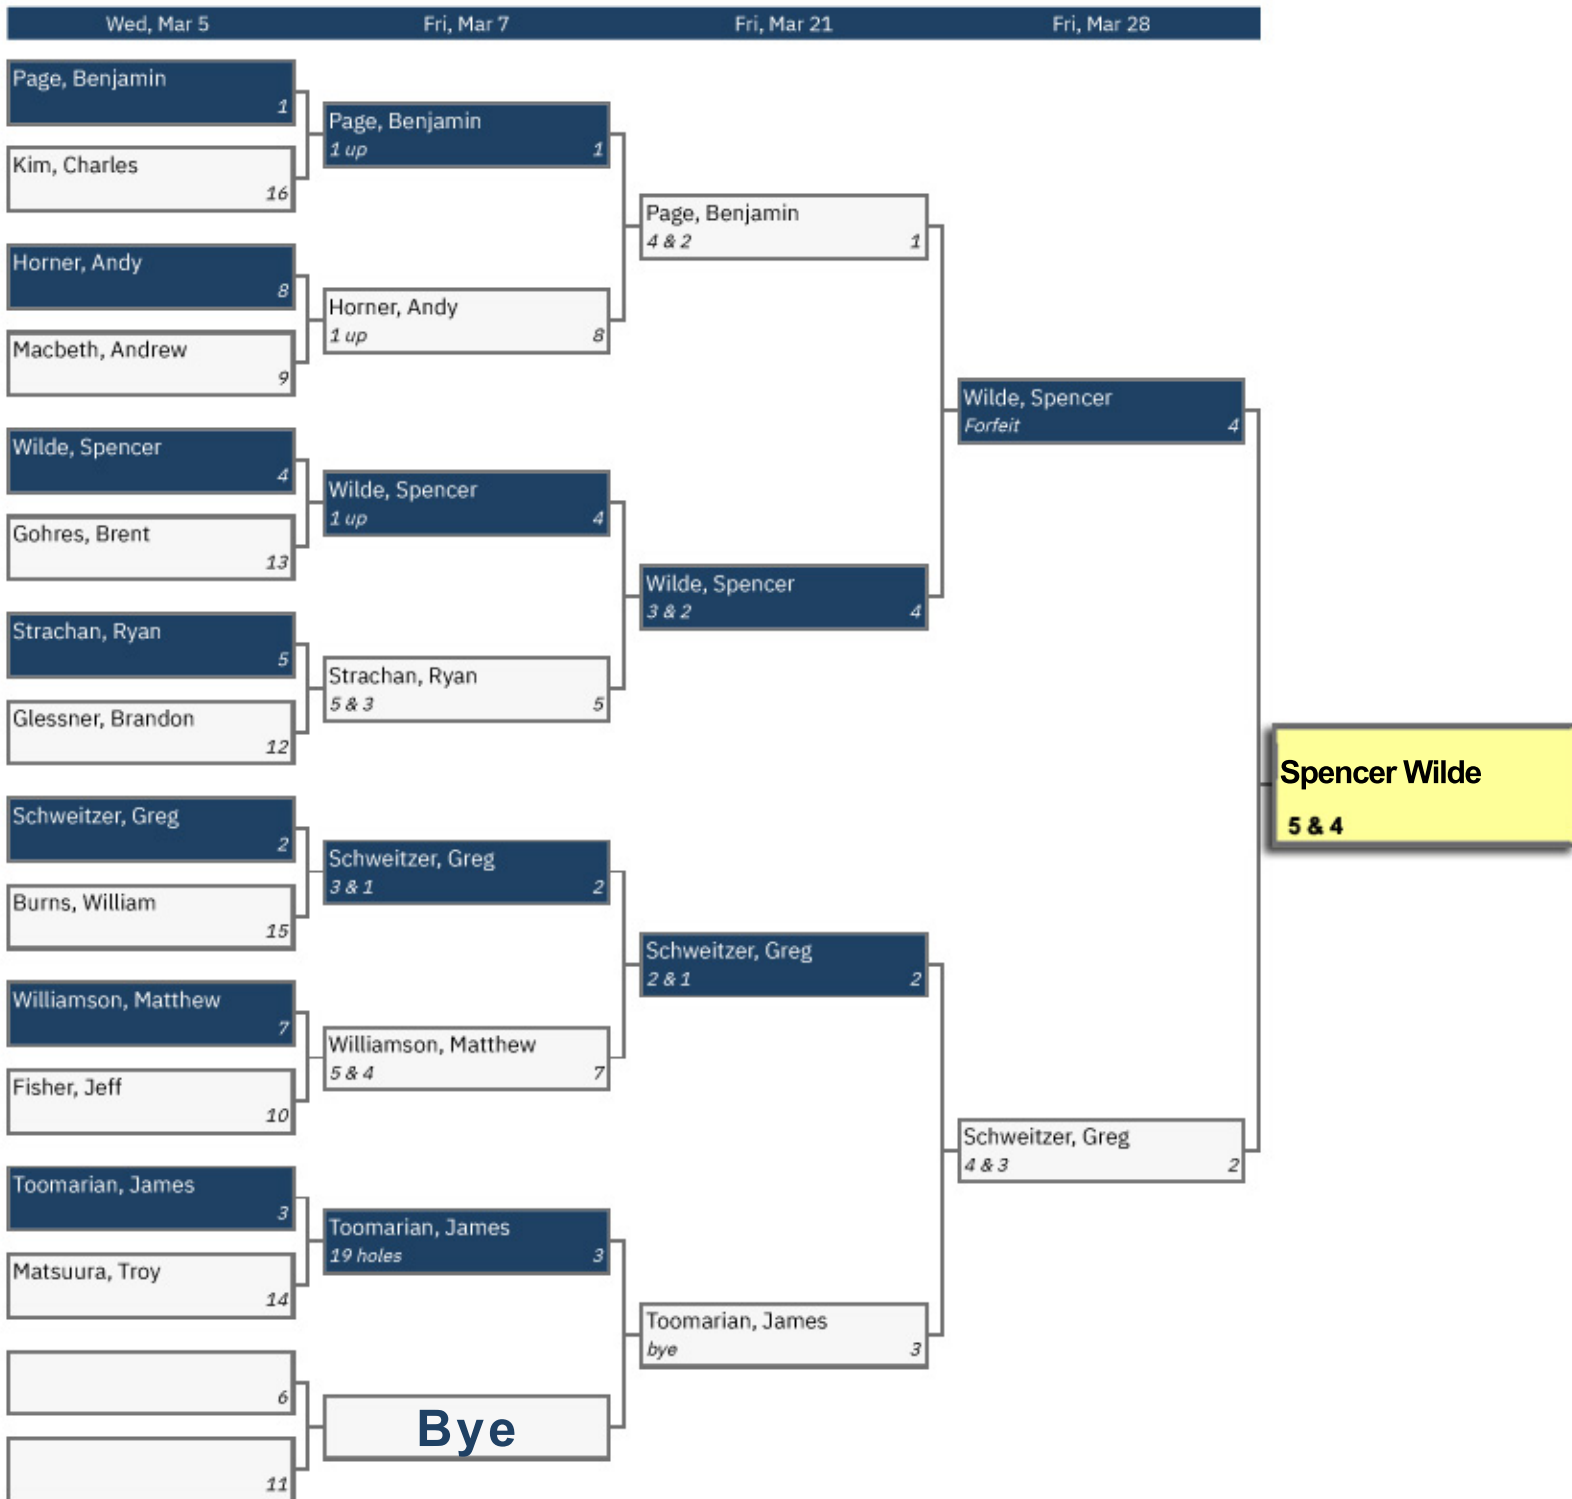 Wed, Mar 5
Fri, Mar 7
Fri, Mar 21
Fri, Mar 28
Page, Benjamin
1
Kim, Charles
16
Horner, Andy
8
Macbeth, Andrew
9
Wilde, Spencer
4
Gohres, Brent
13
Strachan, Ryan
5
Glessner, Brandon
12
Schweitzer, Greg
2
Burns, William
15
Williamson, Matthew
7
Fisher, Jeff
10
Toomarian, James
3
Matsuura, Troy
14
6
11
Page, Benjamin
1 up 1
Horner, Andy
1 up 8
Wilde, Spencer
1 up 4
Strachan, Ryan
5 & 3 5
Schweitzer, Greg
3 & 1 2
Williamson, Matthew
5 & 4 7
Toomarian, James
19 holes 3
Bye
Page, Benjamin
4 & 2 1
Wilde, Spencer
3 & 2 4
Schweitzer, Greg
2 & 1 2
Toomarian, James
bye 3
Wilde, Spencer
Forfeit 4
Schweitzer, Greg
4 & 3 2
Spencer Wilde
5 & 4